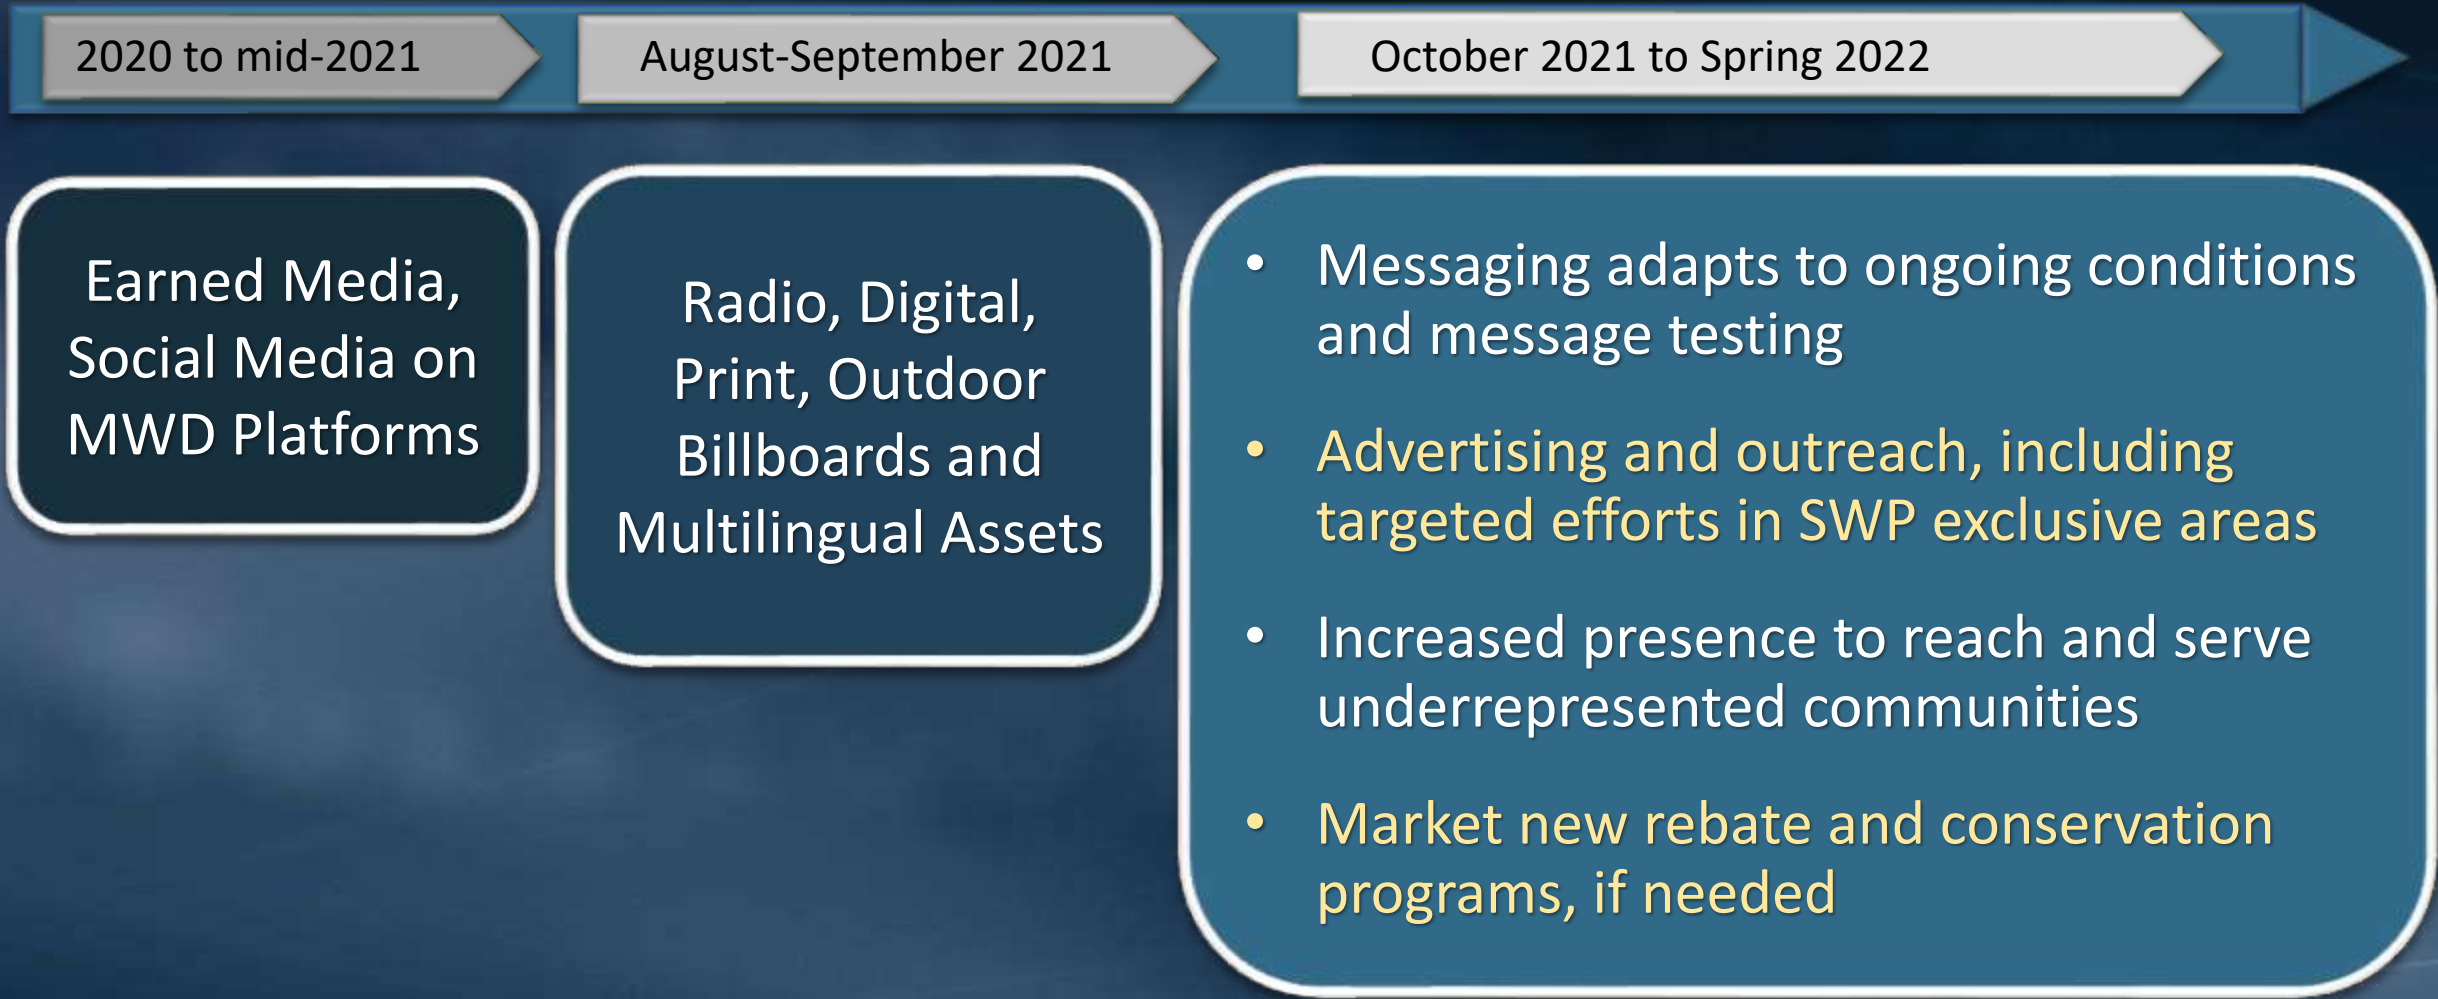 2020 to mid-2021
August-September 2021
October 2021 to Spring 2022
Earned Media,
Social Media on
MWD Platforms
Radio, Digital,
Print, Outdoor
Billboards and
Multilingual Assets
• Messaging adapts to ongoing conditions
and message testing
• Advertising and outreach, including
targeted efforts in SWP exclusive areas
• Increased presence to reach and serve
underrepresented communities
• Market new rebate and conservation
programs, if needed